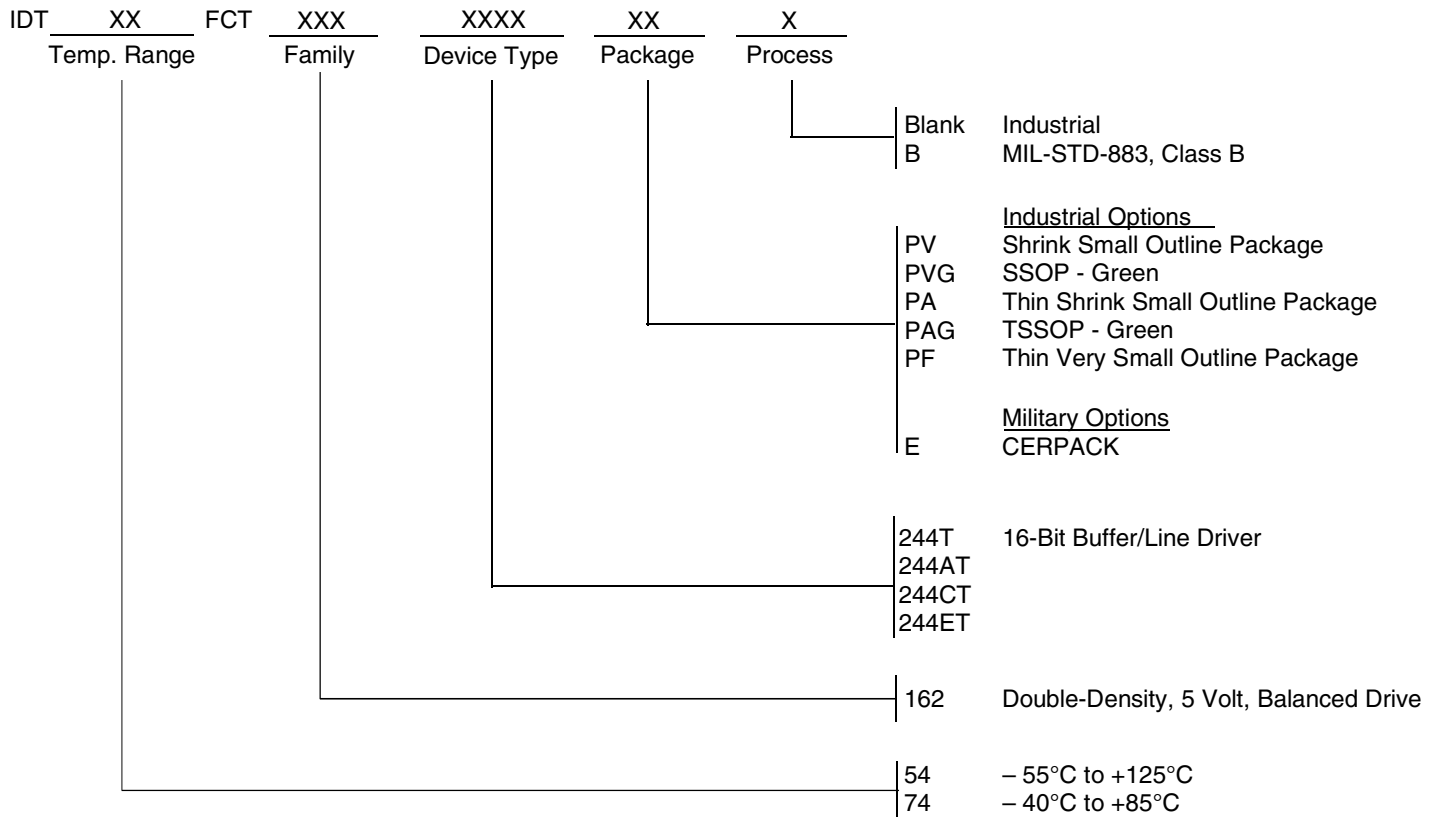 IDT XX FCT XXX XXXX XX X
Temp. Range Family Device Type Package Process
Blank Industrial
B MIL-STD-883, Class B
Industrial Options
PV Shrink Small Outline Package
PVG SSOP - Green
PA Thin Shrink Small Outline Package
PAG TSSOP - Green
PF Thin Very Small Outline Package
Military Options
E CERPACK
244T 16-Bit Buffer/Line Driver
244AT
244CT
244ET
162 Double-Density, 5 Volt, Balanced Drive
54 – 55°C to +125°C
74 – 40°C to +85°C